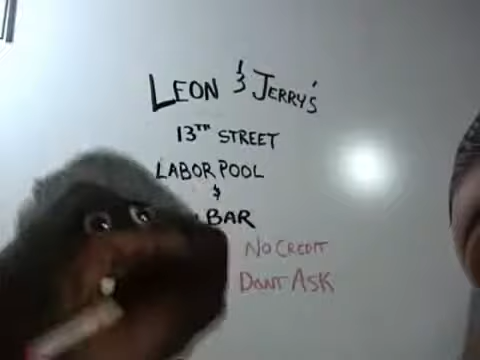 LEON & JERRY'S
13TH STREET
LABOR POOL
&
BAR
NO CREDIT
DONT ASK